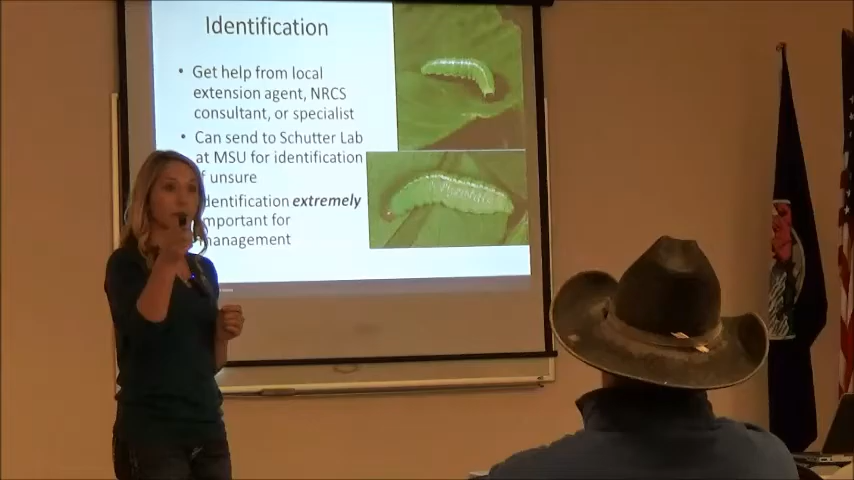 Identification
• Get help from local
extension agent, NRCS
consultant, or specialist
• Can send to Schutter Lab
at MSU for identification
f unsure
dentification extremely
mportant for
management